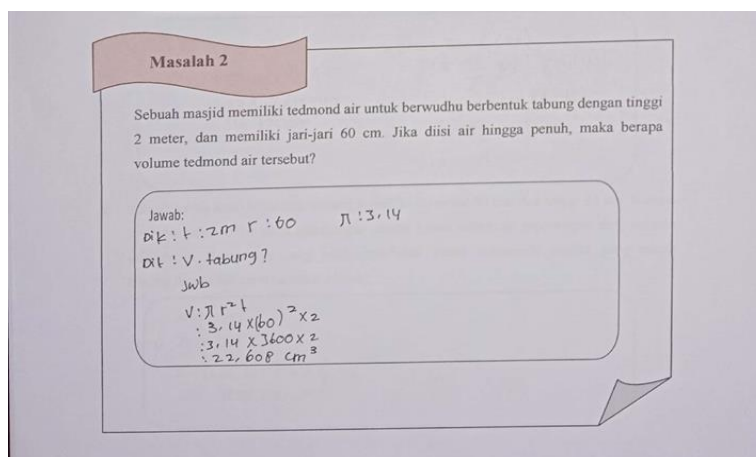 Masalah 2
Sebuah masjid memiliki tedmond air untuk berwudhu berbentuk tabung dengan tinggi
2 meter, dan memiliki jari-jari 60 cm. Jika diisi air hingga penuh, maka berapa
volume tedmond air tersebut?
Jawab:
Dik : t : 2m r : 60 π : 3,14
Dit : V. tabung?
Jwb
V : π r² t
: 3,14 x (60)² x 2
: 3,14 x 3600 x 2
: 22,608 cm³